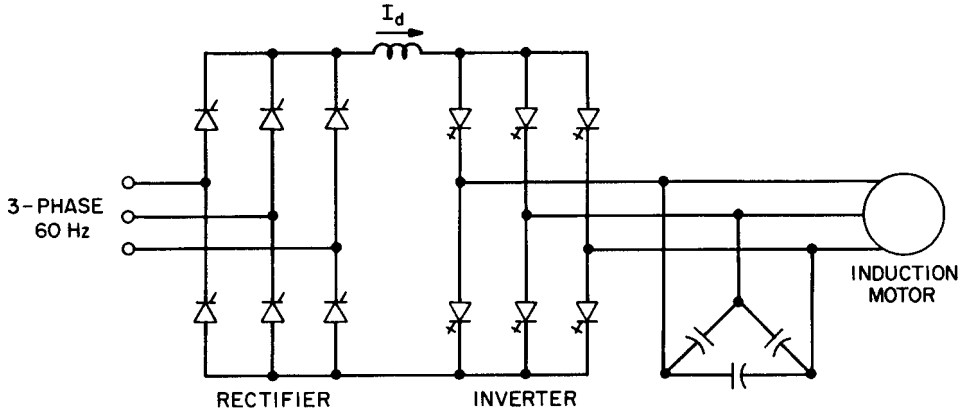 I_d
3-PHASE
60 Hz
INDUCTION
MOTOR
RECTIFIER
INVERTER